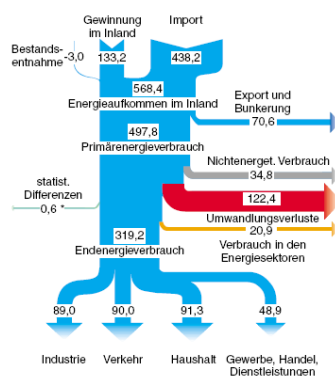 Gewinnung
im Inland
Import
Bestands-
entnahme
-3,0
133,2
438,2
568,4
Energieaufkommen im Inland
Export und
Bunkerung
70,6
497,8
Primärenergieverbrauch
Nichtenerget. Verbrauch
34,8
statist.
Differenzen
0,6 *
122,4
Umwandlungsverluste
20,9
Verbrauch in den
Energiesektoren
319,2
Endenergieverbrauch
89,0
90,0
91,3
48,9
Industrie
Verkehr
Haushalt
Gewerbe, Handel,
Dienstleistungen